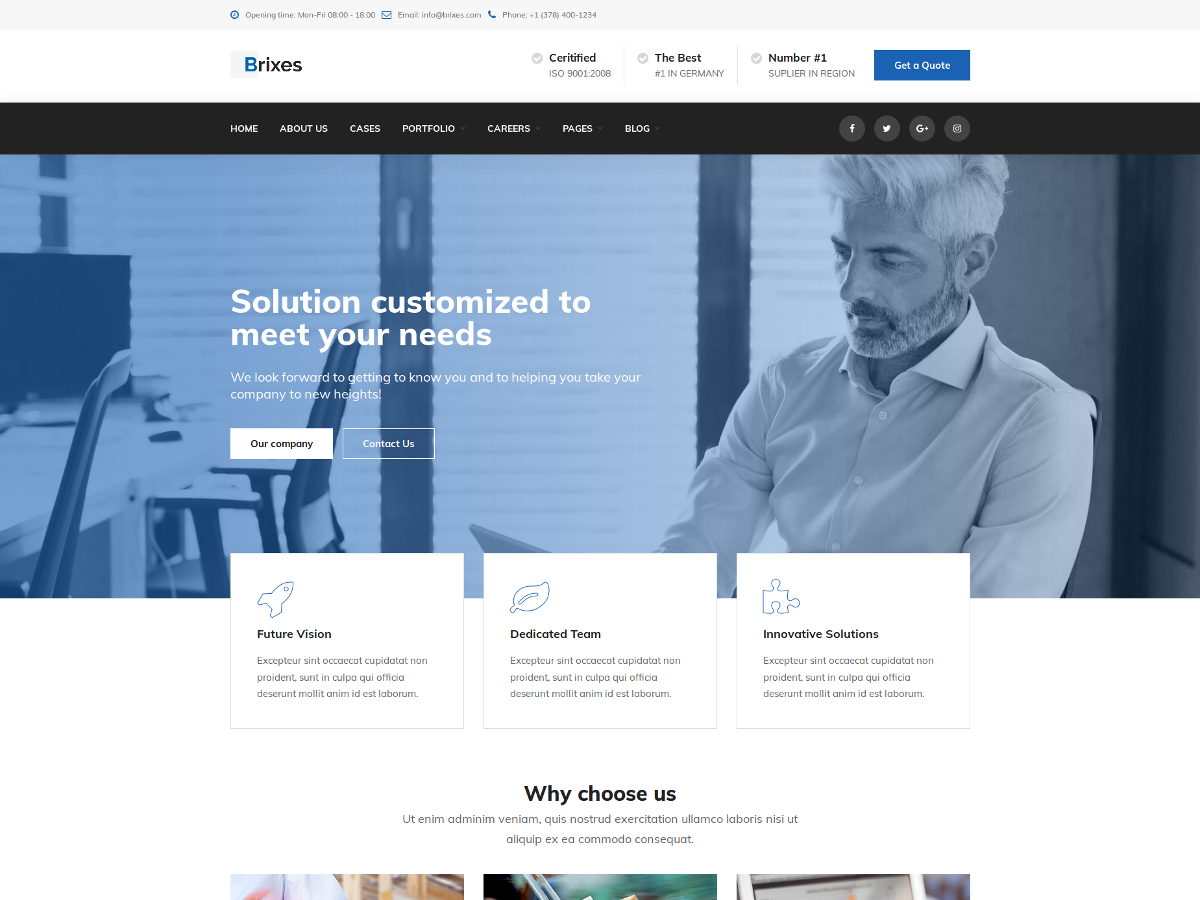 Opening time: Mon-Fri 08:00 - 18:00 Email: info@brixes.com Phone: +1 (378) 400-1234
Brixes
Ceritified
ISO 9001:2008
The Best
#1 IN GERMANY
Number #1
SUPLIER IN REGION
Get a Quote
HOME ABOUT US CASES PORTFOLIO CAREERS PAGES BLOG
Solution customized to
meet your needs
We look forward to getting to know you and to helping you take your
company to new heights!
Our company Contact Us
Future Vision
Excepteur sint occaecat cupidatat non
proident, sunt in culpa qui officia
deserunt mollit anim id est laborum.
Dedicated Team
Excepteur sint occaecat cupidatat non
proident, sunt in culpa qui officia
deserunt mollit anim id est laborum.
Innovative Solutions
Excepteur sint occaecat cupidatat non
proident, sunt in culpa qui officia
deserunt mollit anim id est laborum.
Why choose us
Ut enim adminim veniam, quis nostrud exercitation ullamco laboris nisi ut
aliquip ex ea commodo consequat.